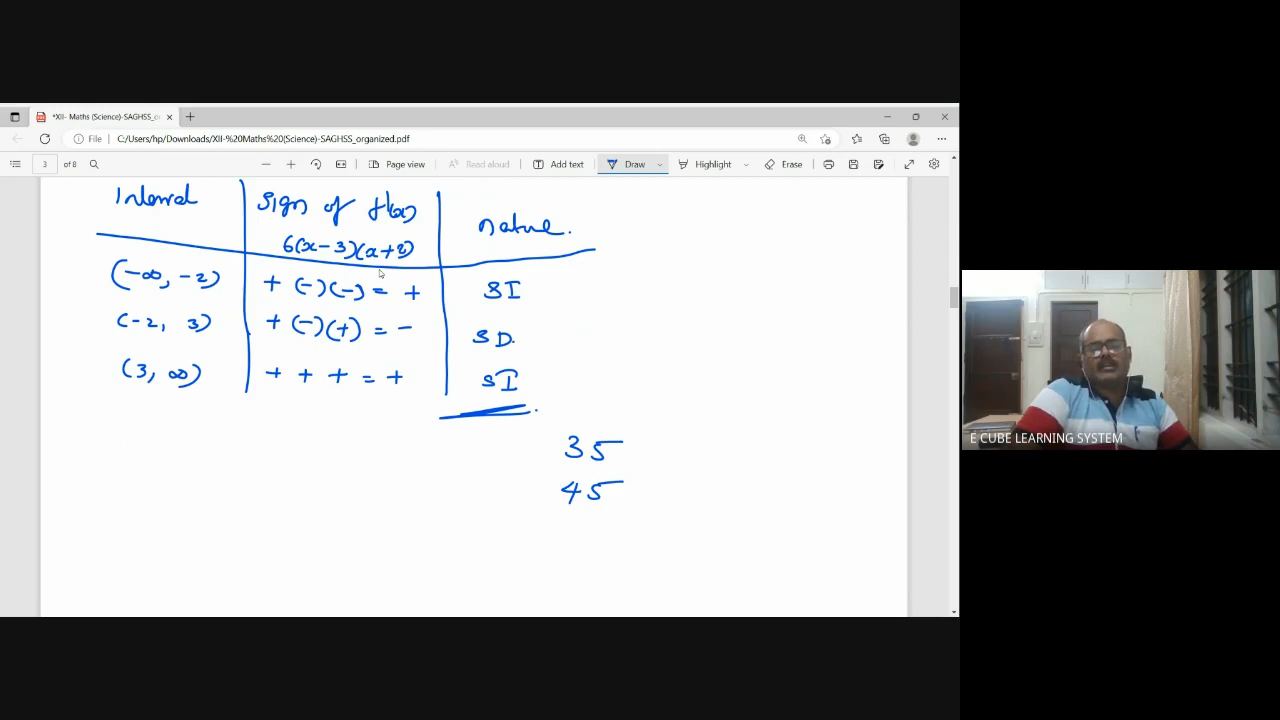 *XII- Maths (Science)-SAGHSS_o
File C:/Users/hp/Downloads/XII-%20Maths%20(Science)-SAGHSS_organized.pdf
3 of 8 Page view Read aloud Add text Draw Highlight Erase
Interval Sign of f'(x) nature.
6(x-3)(x+2)
(-∞, -2) + (-)(-) = + SI
(-2, 3) + (-)(+) = - SD.
(3, ∞) + + + = + SI
35
45
E CUBE LEARNING SYSTEM